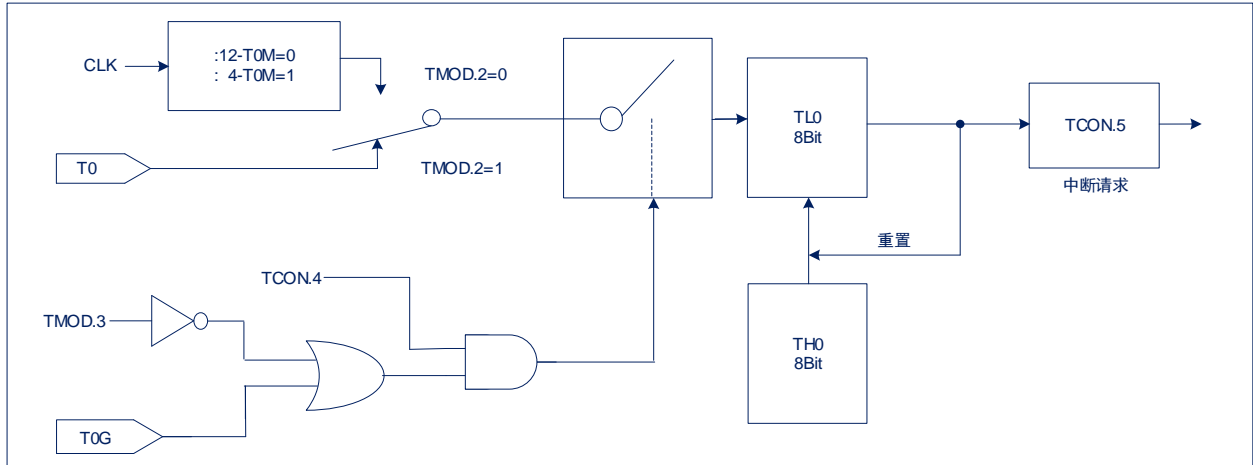 :12-T0M=0
: 4-T0M=1
CLK
TMOD.2=0
T0
TMOD.2=1
TL0
8Bit
TCON.5
中断请求
重置
TCON.4
TMOD.3
TH0
8Bit
T0G